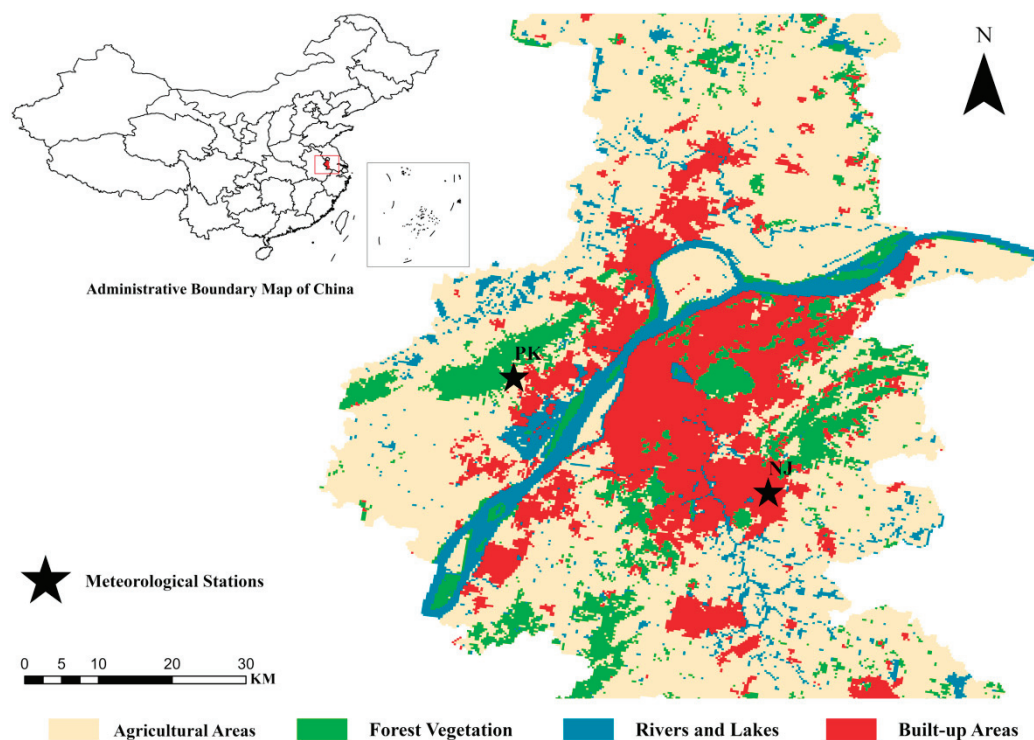 N
Administrative Boundary Map of China
PK
NJ
Meteorological Stations
0 5 10 20 30
KM
Agricultural Areas Forest Vegetation Rivers and Lakes Built-up Areas